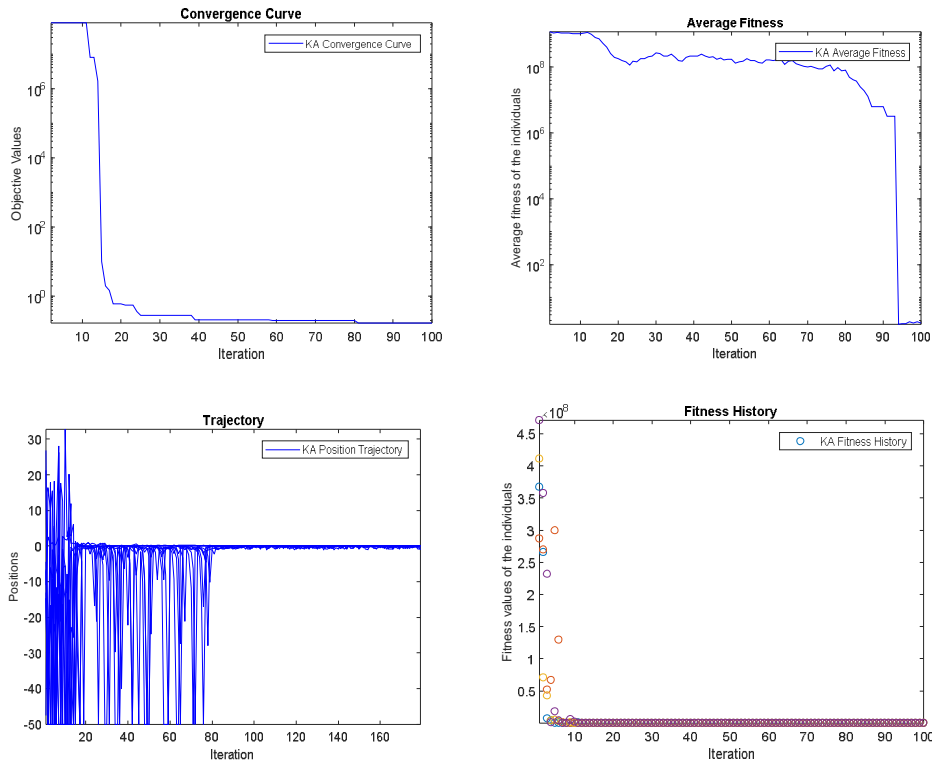 Convergence Curve
KA Convergence Curve
Objective Values
10^6
10^4
10^2
10^0
10 20 30 40 50 60 70 80 90 100
Iteration
Average Fitness
KA Average Fitness
Average fitness of the individuals
10^8
10^6
10^4
10^2
10 20 30 40 50 60 70 80 90 100
Iteration
Trajectory
KA Position Trajectory
Positions
30
20
10
0
-10
-20
-30
-40
-50
20 40 60 80 100 120 140 160
Iteration
Fitness History
×10^8
KA Fitness History
Fitness values of the individuals
4.5
4
3.5
3
2.5
2
1.5
1
0.5
10 20 30 40 50 60 70 80 90 100
Iteration